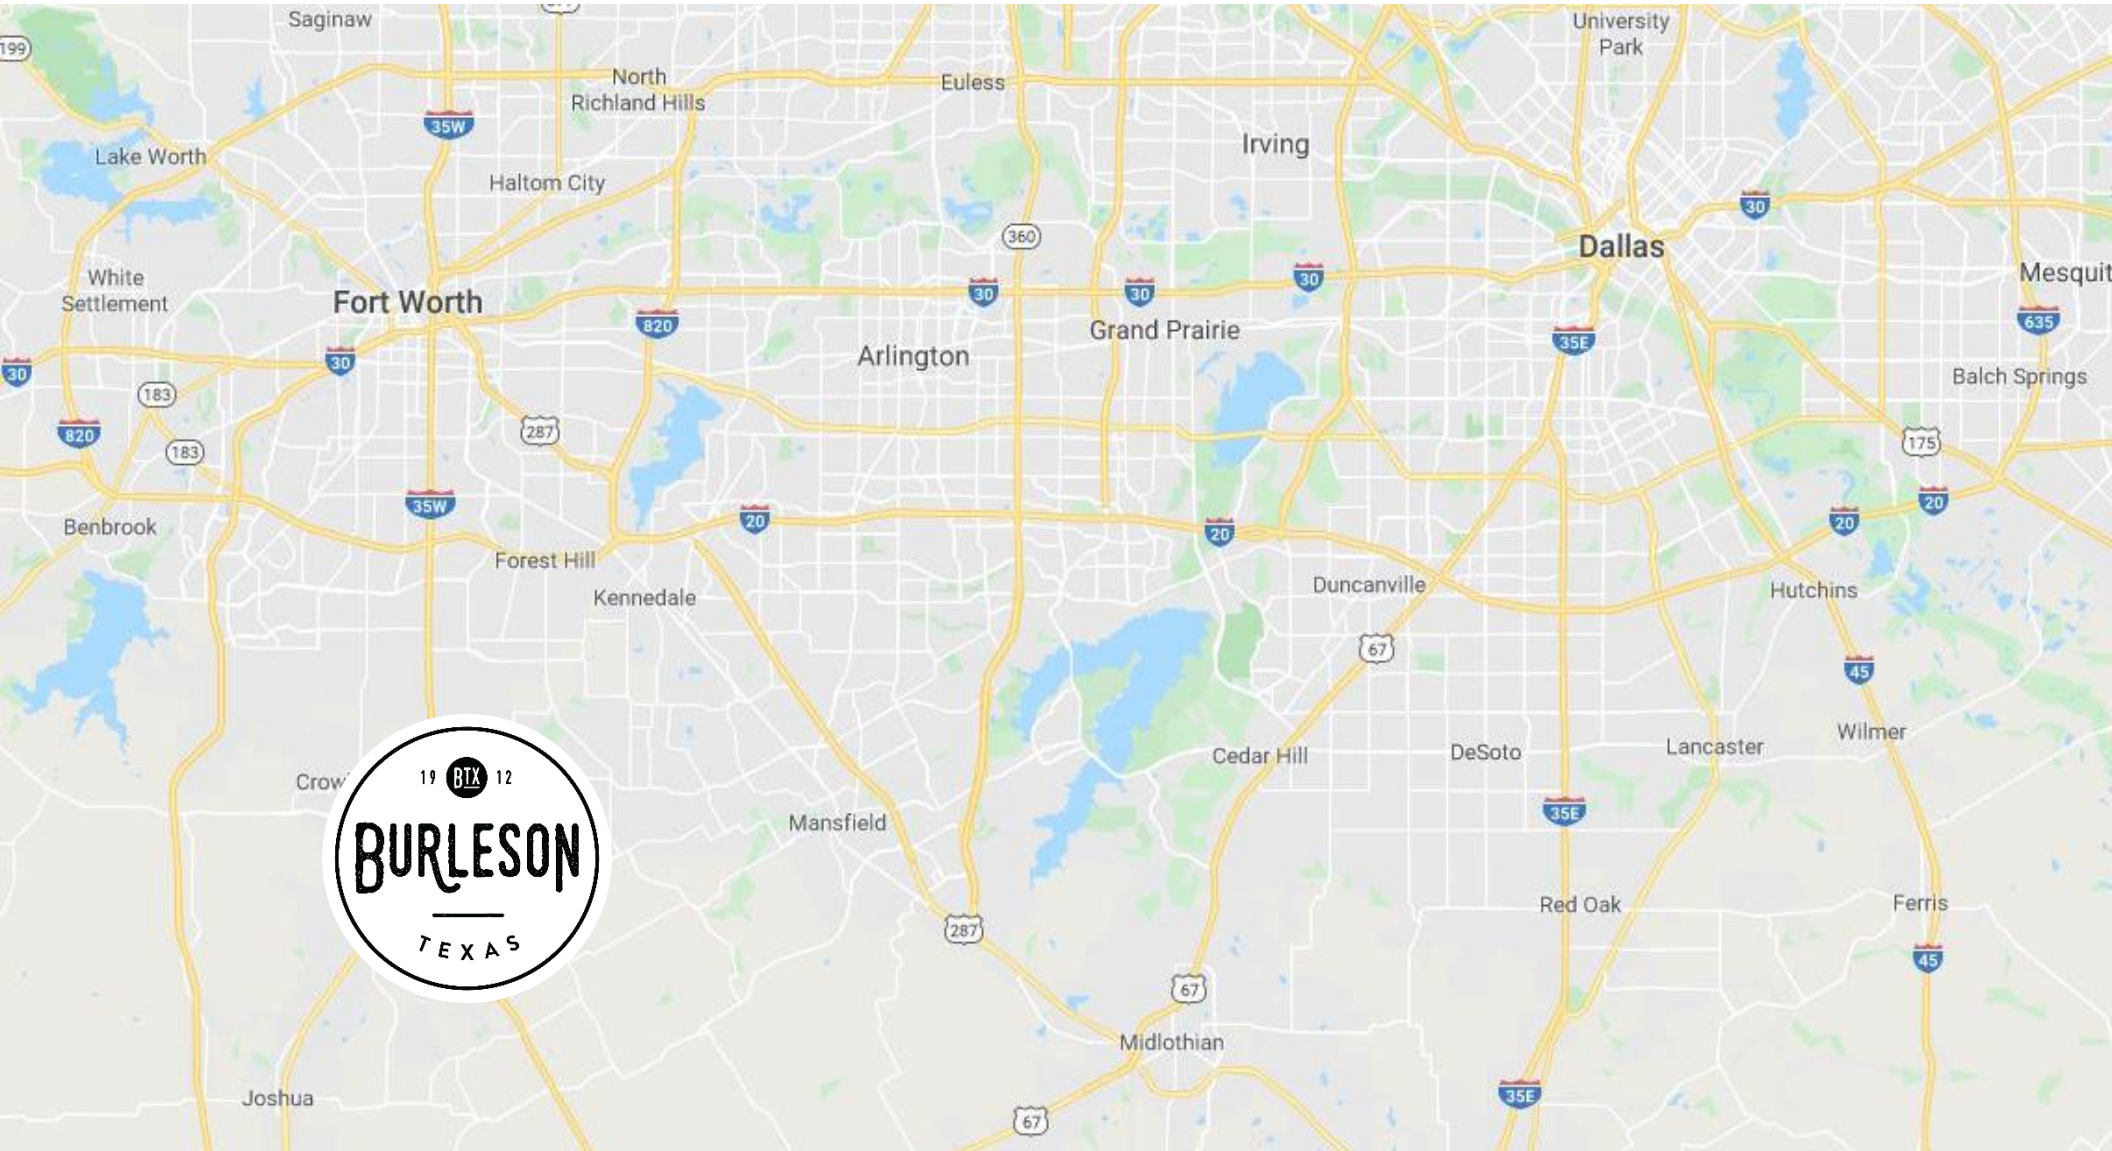 Saginaw
University
Park
199
North
Richland Hills
Euless
35W
Irving
Lake Worth
Haltom City
30
360
Dallas
White
Settlement
Mesquit
Fort Worth
30
30
30
820
635
Grand Prairie
35E
Arlington
30
30
Balch Springs
183
820
287
175
183
35W
20
20
20
20
Benbrook
Forest Hill
Duncanville
Hutchins
Kennedale
67
45
Wilmer
Cedar Hill
DeSoto
Lancaster
Crow
19 BTX 12
35E
Mansfield
BURLESON
Red Oak
Ferris
287
TEXAS
45
67
Midlothian
35E
Joshua
67